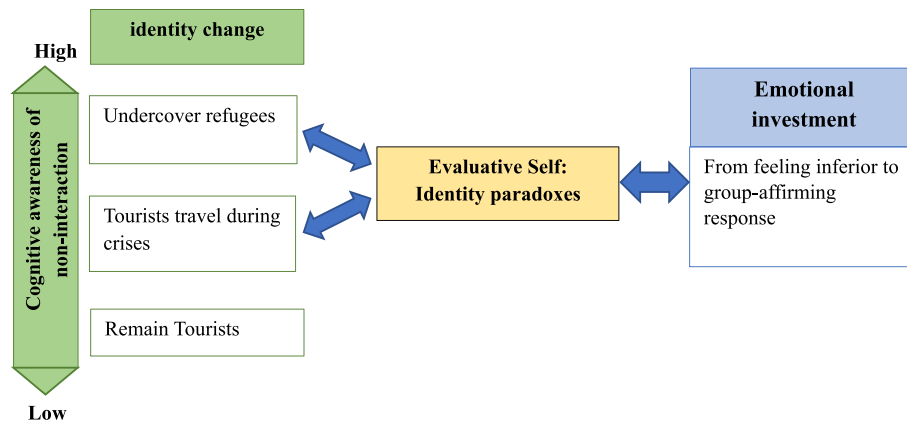 identity change
High
Cognitive awareness of
non-interaction
Undercover refugees
Tourists travel during
crises
Remain Tourists
Low
Evaluative Self:
Identity paradoxes
Emotional
investment
From feeling inferior to
group-affirming
response